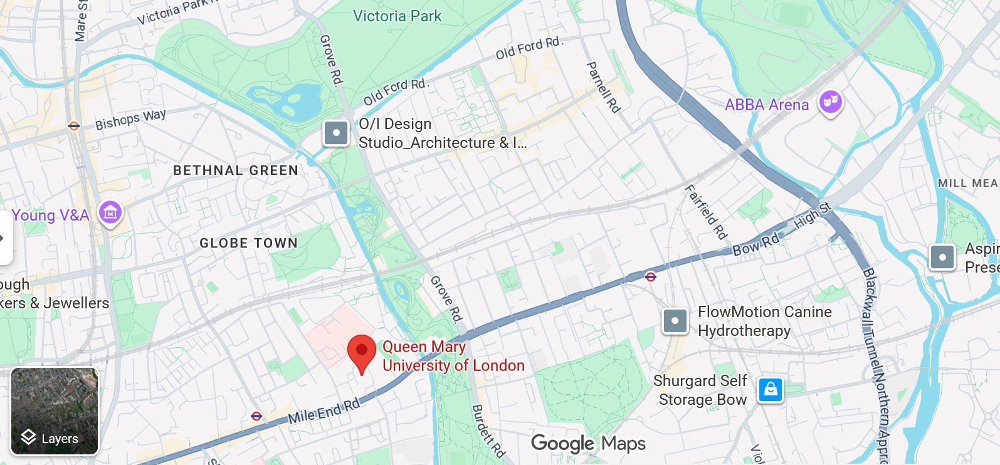 Victoria Park R
Mare St
Victoria Park
Grove Rd.
Old Ford Rd.
Parnell Rd
Old Ford Rd.
ABBA Arena
Bishops Way
O/I Design
Studio_Architecture & I...
BETHNAL GREEN
MILL MEA
Fairfield Rd
Young V&A
High St
GLOBE TOWN
Bow Rd
Aspir
Prese
ough
kers & Jewellers
Grove Rd.
Blackwall Tunnel Northern Appro
FlowMotion Canine
Hydrotherapy
Queen Mary
University of London
Shurgard Self
Storage Bow
Mile End Rd
Burdett Rd
Layers
Google Maps
Viol